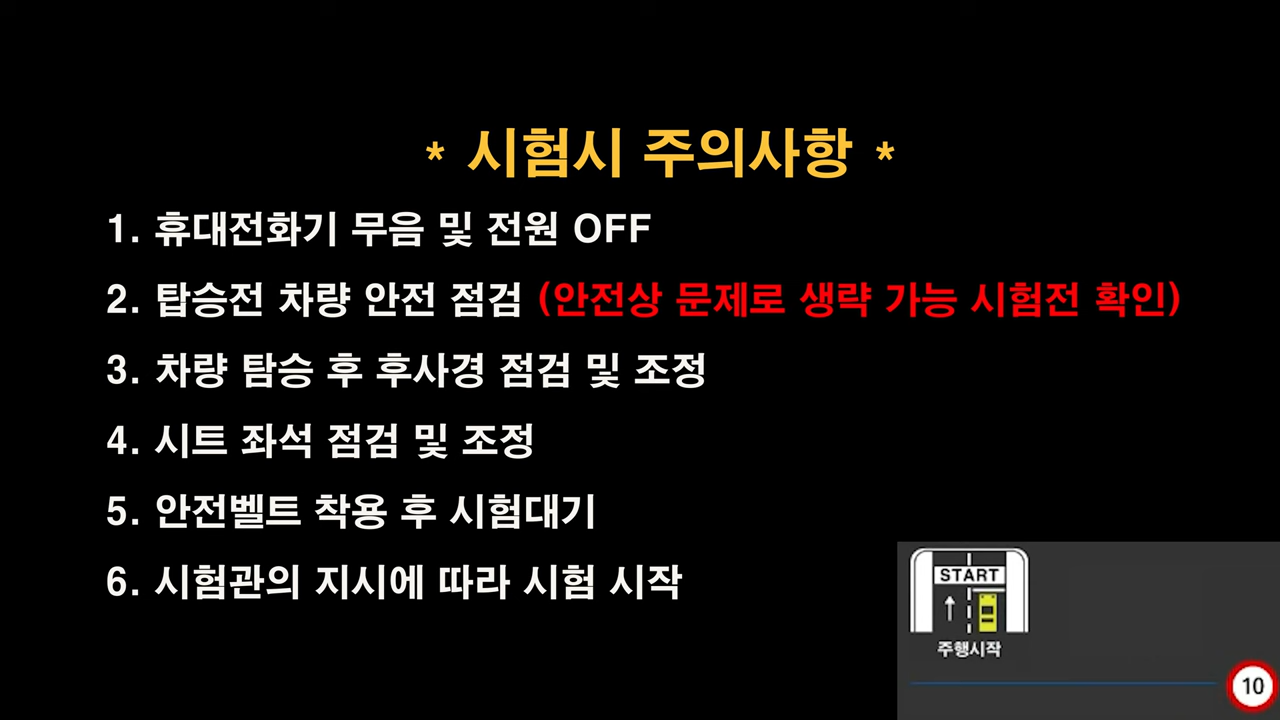 * 시험시 주의사항 *
1. 휴대전화기 무음 및 전원 OFF
2. 탑승전 차량 안전 점검 (안전상 문제로 생략 가능 시험전 확인)
3. 차량 탐승 후 후사경 점검 및 조정
4. 시트 좌석 점검 및 조정
5. 안전벨트 착용 후 시험대기
6. 시험관의 지시에 따라 시험 시작
START
주행시작
10